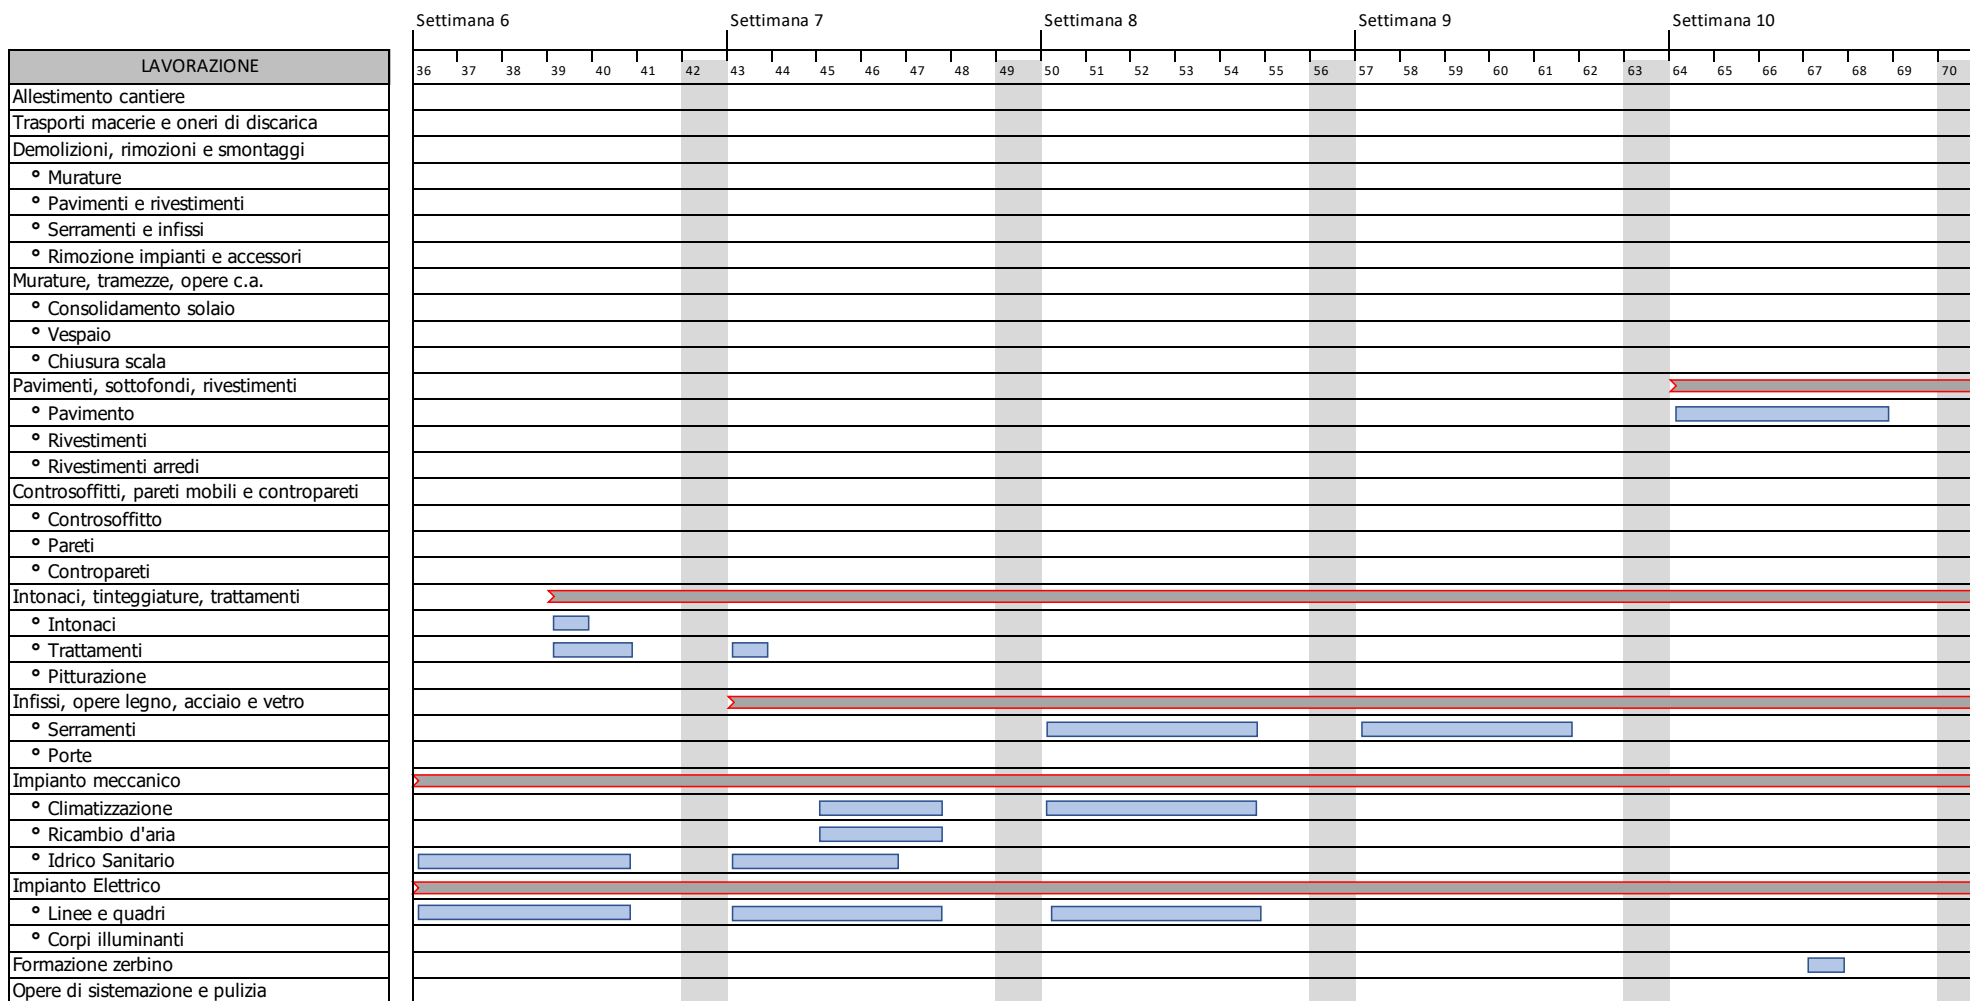 Settimana 6 Settimana 7 Settimana 8 Settimana 9 Settimana 10
LAVORAZIONE 36 37 38 39 40 41 42 43 44 45 46 47 48 49 50 51 52 53 54 55 56 57 58 59 60 61 62 63 64 65 66 67 68 69 70
Allestimento cantiere
Trasporti macerie e oneri di discarica
Demolizioni, rimozioni e smontaggi
° Murature
° Pavimenti e rivestimenti
° Serramenti e infissi
° Rimozione impianti e accessori
Murature, tramezze, opere c.a.
° Consolidamento solaio
° Vespaio
° Chiusura scala
Pavimenti, sottofondi, rivestimenti
° Pavimento
° Rivestimenti
° Rivestimenti arredi
Controsoffitti, pareti mobili e contropareti
° Controsoffitto
° Pareti
° Contropareti
Intonaci, tinteggiature, trattamenti
° Intonaci
° Trattamenti
° Pitturazione
Infissi, opere legno, acciaio e vetro
° Serramenti
° Porte
Impianto meccanico
° Climatizzazione
° Ricambio d'aria
° Idrico Sanitario
Impianto Elettrico
° Linee e quadri
° Corpi illuminanti
Formazione zerbino
Opere di sistemazione e pulizia